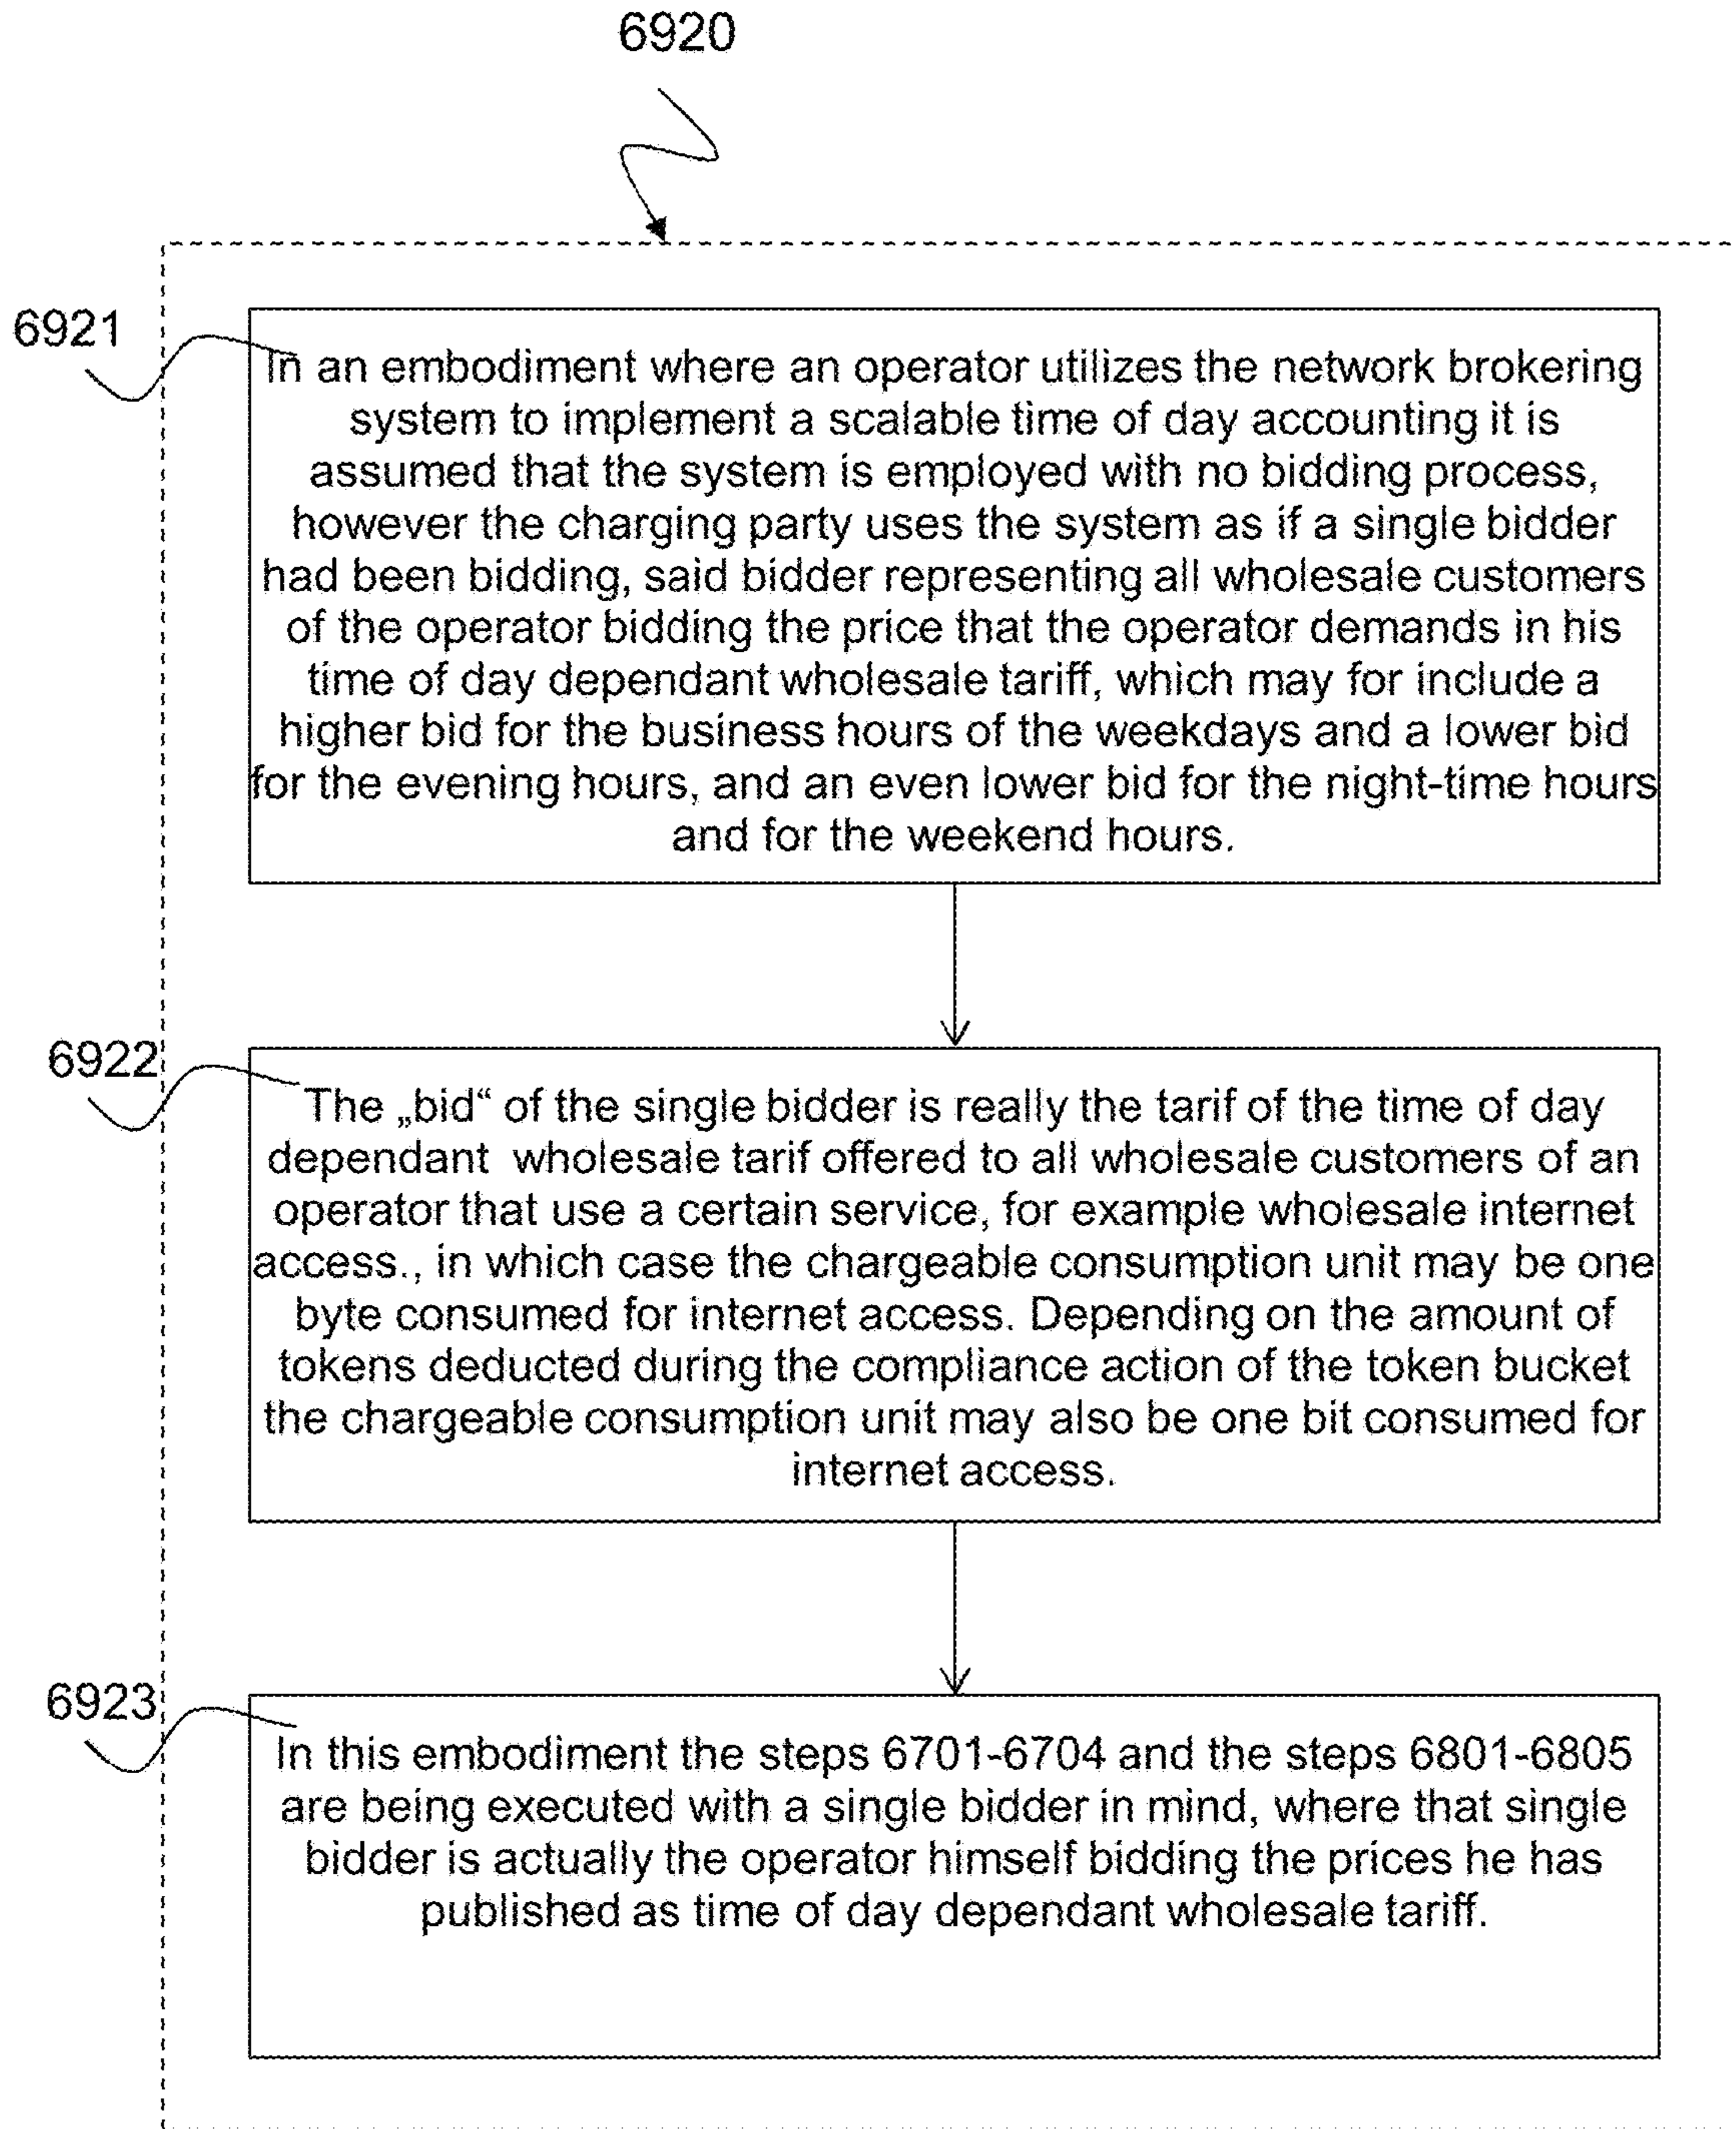 6920
6921
In an embodiment where an operator utilizes the network brokering
system to implement a scalable time of day accounting it is
assumed that the system is employed with no bidding process,
however the charging party uses the system as if a single bidder
had been bidding, said bidder representing all wholesale customers
of the operator bidding the price that the operator demands in his
time of day dependant wholesale tariff, which may for include a
higher bid for the business hours of the weekdays and a lower bid
for the evening hours, and an even lower bid for the night-time hours
and for the weekend hours.
6922
The „bid“ of the single bidder is really the tarif of the time of day
dependant wholesale tarif offered to all wholesale customers of an
operator that use a certain service, for example wholesale internet
access., in which case the chargeable consumption unit may be one
byte consumed for internet access. Depending on the amount of
tokens deducted during the compliance action of the token bucket
the chargeable consumption unit may also be one bit consumed for
internet access.
6923
In this embodiment the steps 6701-6704 and the steps 6801-6805
are being executed with a single bidder in mind, where that single
bidder is actually the operator himself bidding the prices he has
published as time of day dependant wholesale tariff.